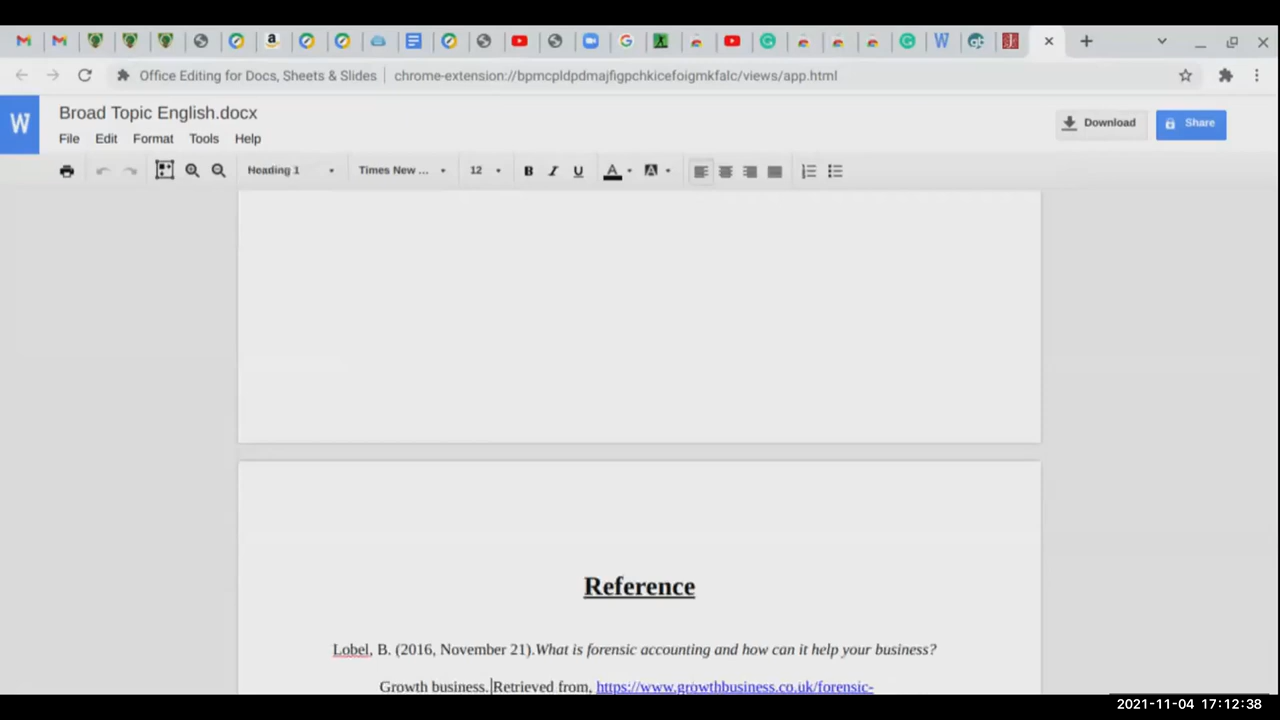 Office Editing for Docs, Sheets & Slides chrome-extension://bpmcpldpdmajfigpchkicefoigmkfalc/views/app.html
W Broad Topic English.docx
File Edit Format Tools Help
Download Share
Heading 1 Times New ... 12 B I U A A
Reference
Lobel, B. (2016, November 21).What is forensic accounting and how can it help your business?
Growth business.Retrieved from, https://www.growthbusiness.co.uk/forensic-
2021-11-04 17:12:38